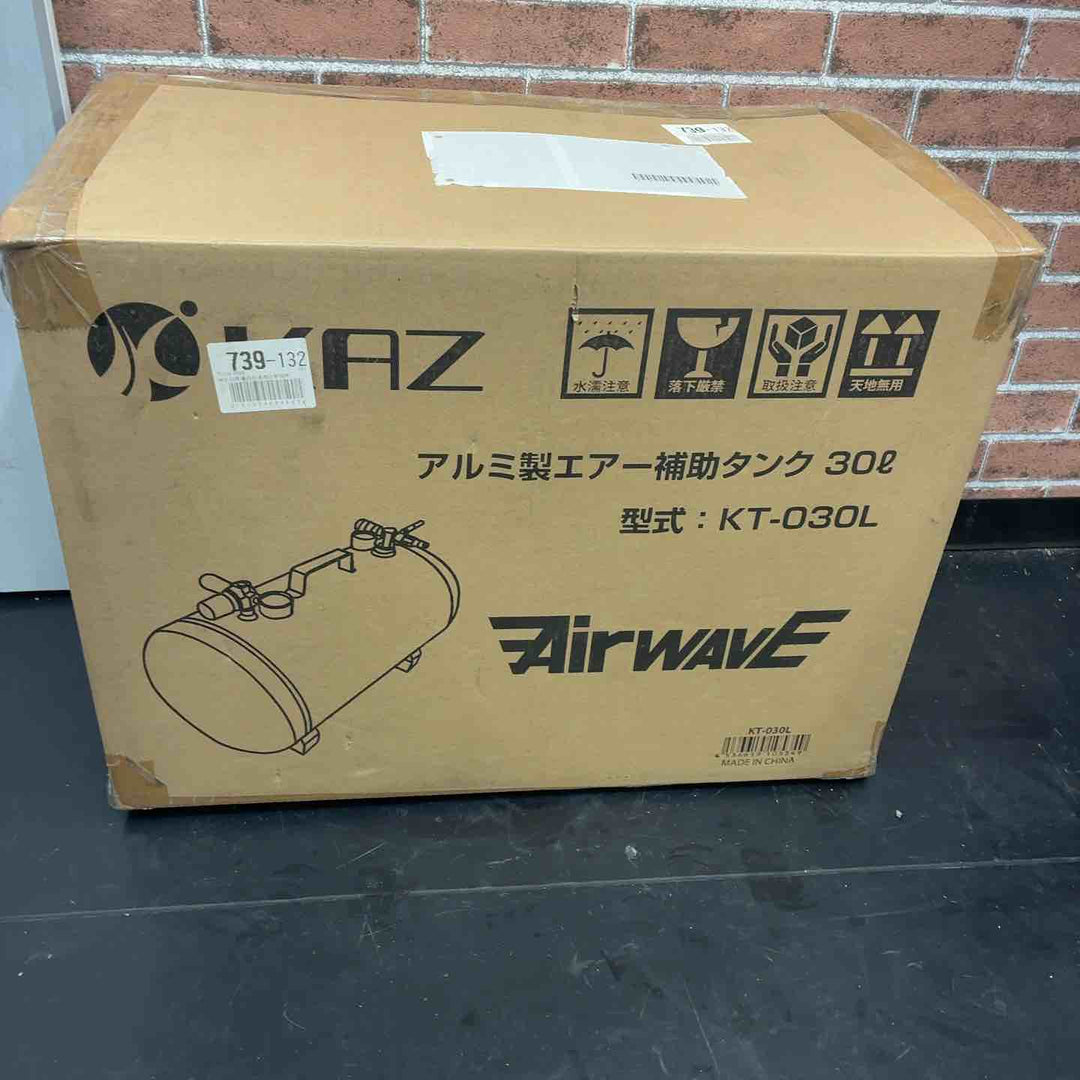 739-132
KAZ
739-132
水濡注意
落下厳禁
取扱注意
天地無用
アルミ製エアー補助タンク 30ℓ
型式：KT-030L
AirWAVE
KT-030L
MADE IN CHINA